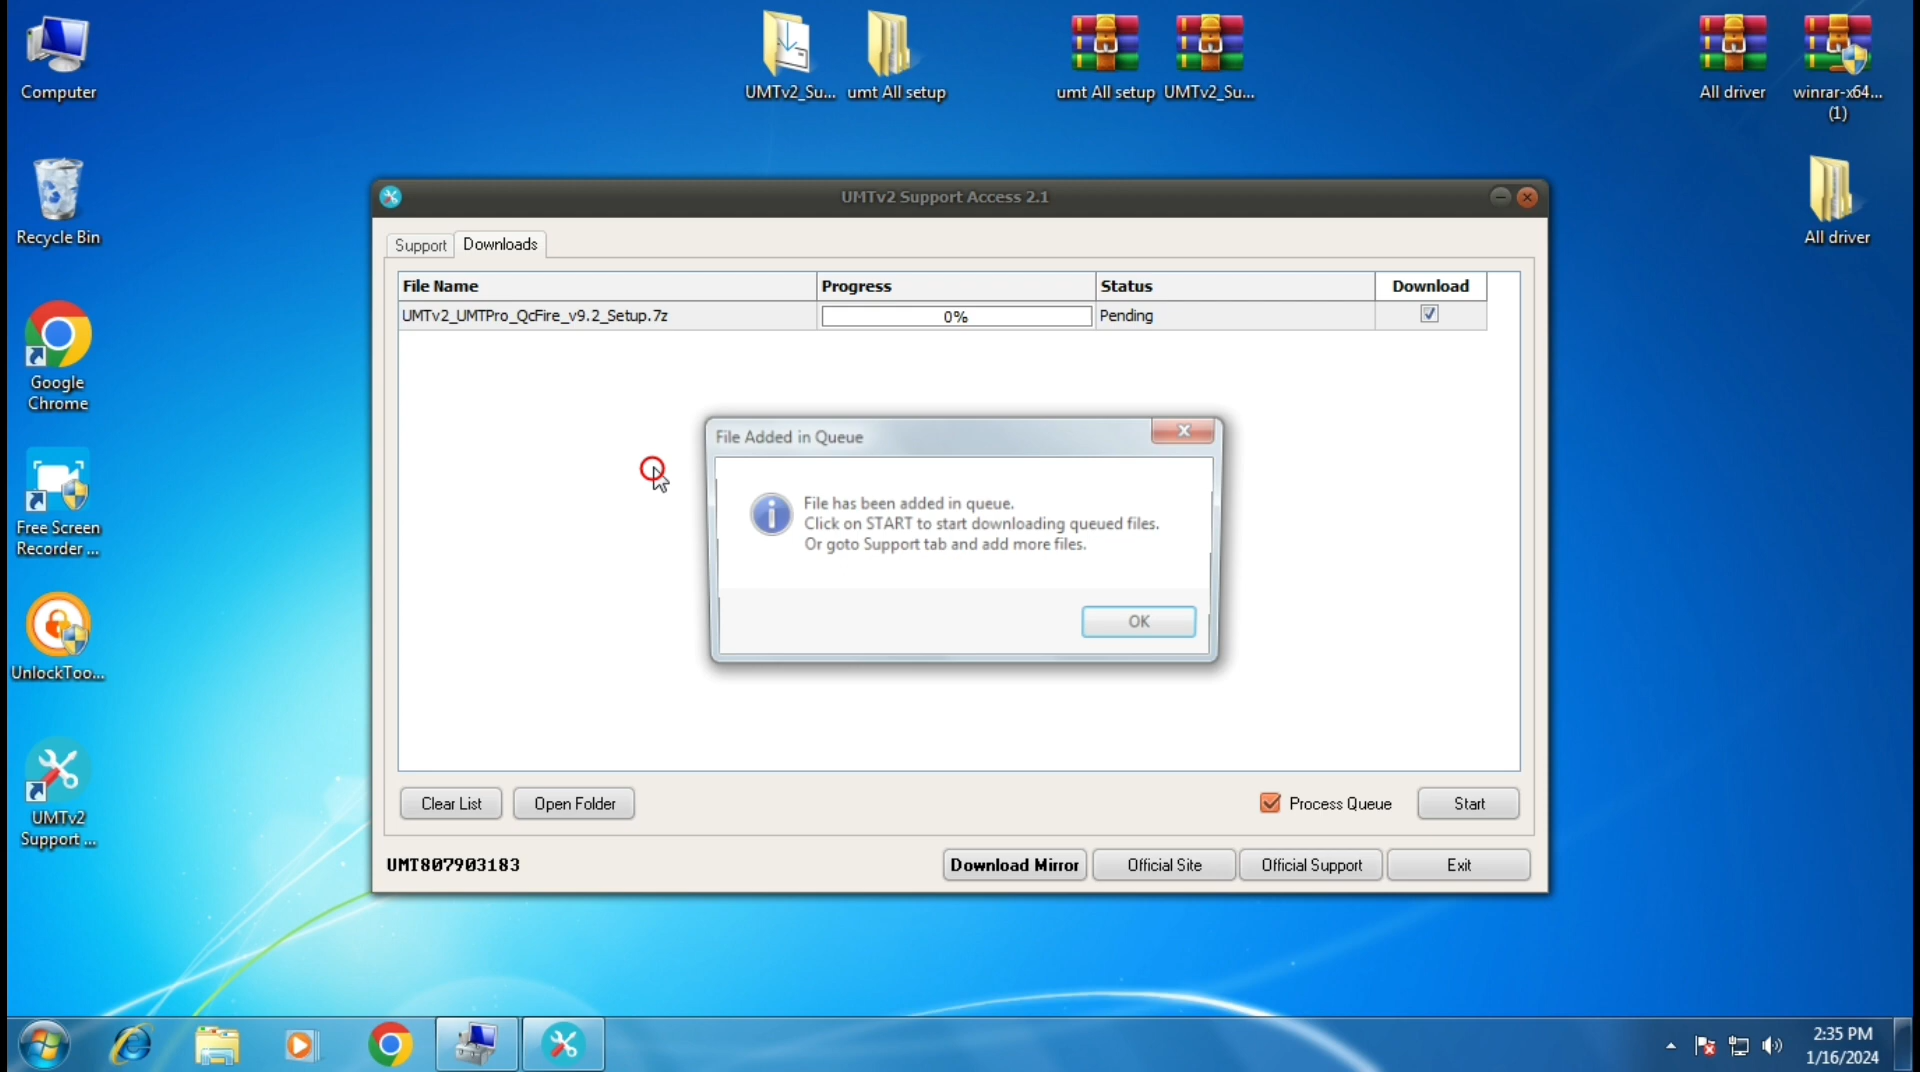 Computer
UMTv2_Su...
umt All setup
umt All setup
UMTv2_Su...
All driver
winrar-x64...
(1)
Recycle Bin
All driver
Google
Chrome
Free Screen
Recorder ...
UnlockToo...
UMTv2
Support ...
UMTv2 Support Access 2.1
Support
Downloads
File Name
Progress
Status
Download
UMTv2_UMTPro_QcFire_v9.2_Setup.7z
0%
Pending
File Added in Queue
File has been added in queue.
Click on START to start downloading queued files.
Or goto Support tab and add more files.
OK
Clear List
Open Folder
Process Queue
Start
UMT807903183
Download Mirror
Official Site
Official Support
Exit
2:35 PM
1/16/2024